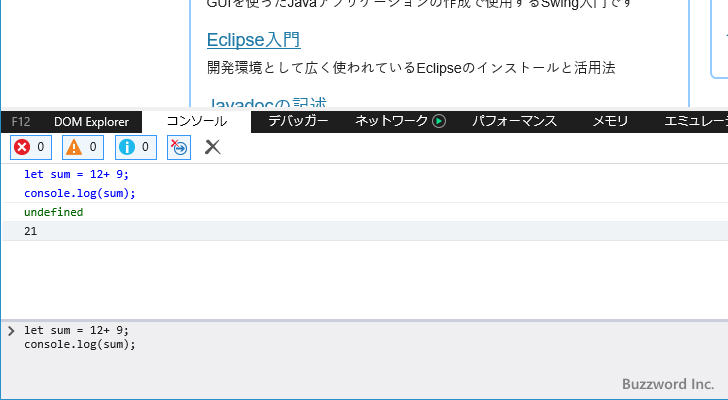 GUIを使ったJavaアプリケーションの作成で使用するSwing入門です
Eclipse入門
開発環境として広く使われているEclipseのインストールと活用法
Javadocの記述
F12 DOM Explorer コンソール デバッガー ネットワーク パフォーマンス メモリ エミュレー
0 0 0
let sum = 12+ 9;
console.log(sum);
undefined
21
let sum = 12+ 9;
console.log(sum);
Buzzword Inc.